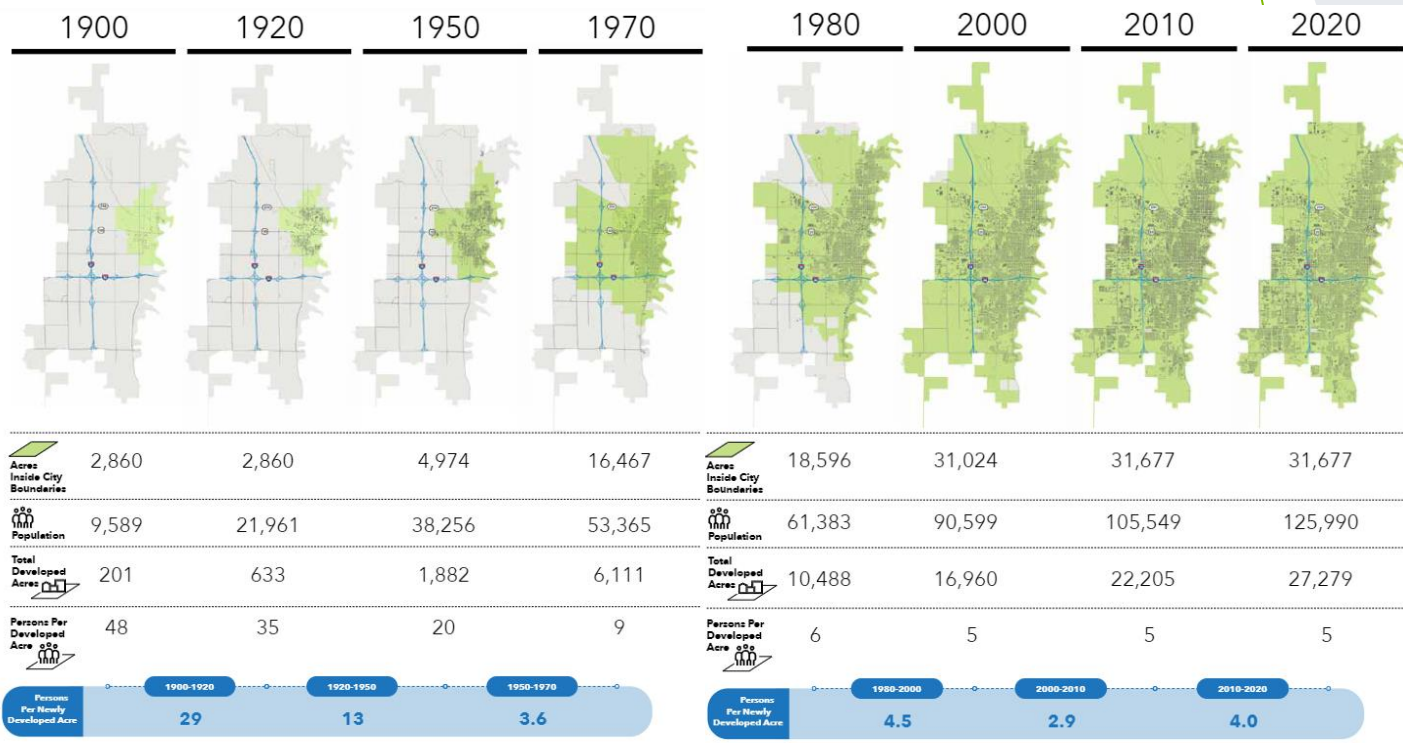 1900 1920 1950 1970 1980 2000 2010 2020
Acres
Inside City
Boundaries
2,860 2,860 4,974 16,467
Population
9,589 21,961 38,256 53,365
Total
Developed
Acres
201 633 1,882 6,111
Persons Per
Developed
Acre
48 35 20 9
1900-1920 1920-1950 1950-1970
Persons
Per Newly
Developed Acre
29 13 3.6
Acres
Inside City
Boundaries
18,596 31,024 31,677 31,677
Population
61,383 90,599 105,549 125,990
Total
Developed
Acres
10,488 16,960 22,205 27,279
Persons Per
Developed
Acre
6 5 5 5
1980-2000 2000-2010 2010-2020
Persons
Per Newly
Developed Acre
4.5 2.9 4.0